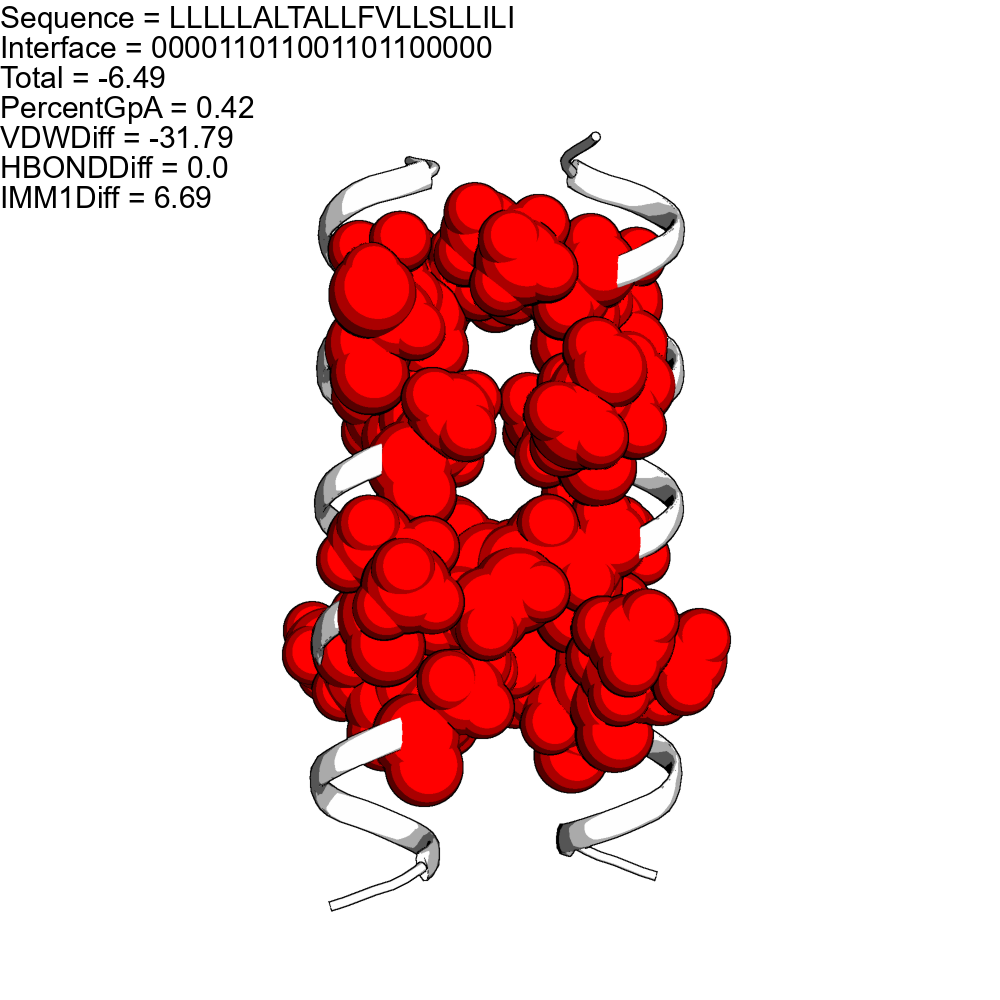 Sequence = LLLLLALTALLFVLLSLLILI
Interface = 000011011001101100000
Total = -6.49
PercentGpA = 0.42
VDWDiff = -31.79
HBONDDiff = 0.0
IMM1Diff = 6.69